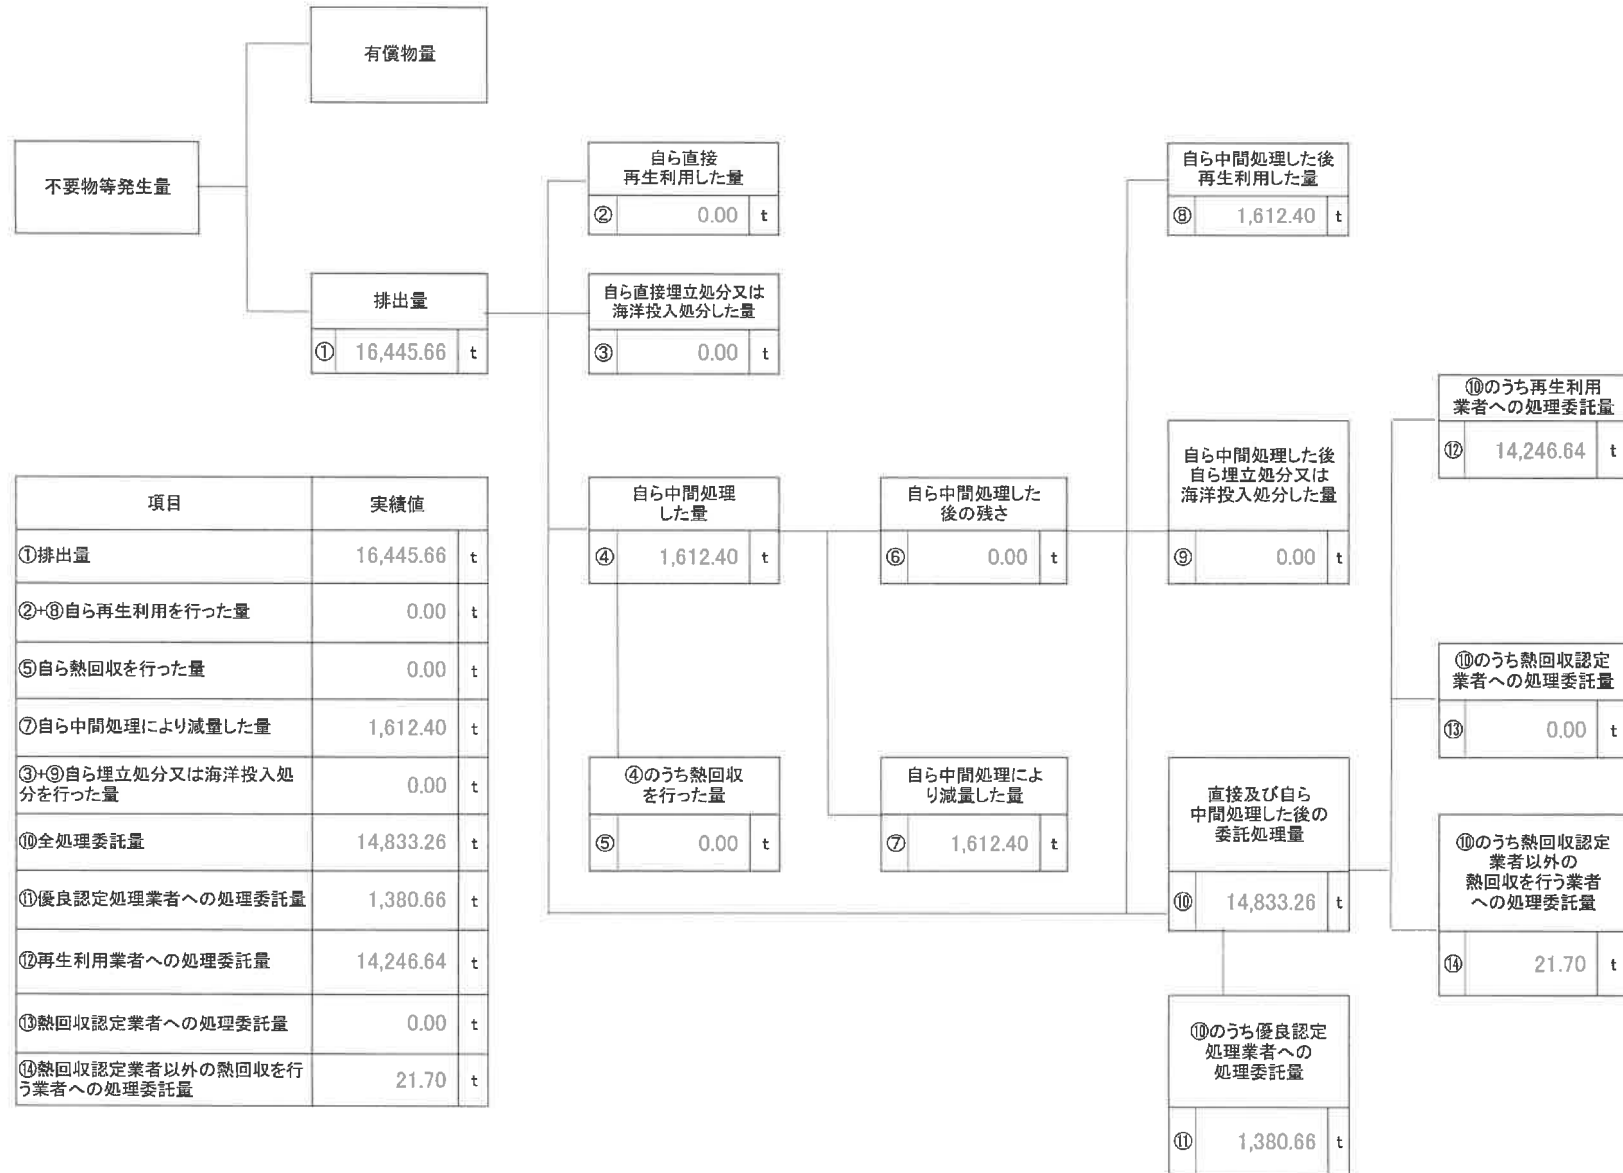 有償物量
不要物等発生量
排出量
① 16,445.66 t
自ら直接
再生利用した量
② 0.00 t
自ら直接埋立処分又は
海洋投入処分した量
③ 0.00 t
自ら中間処理
した量
④ 1,612.40 t
④のうち熱回収
を行った量
⑤ 0.00 t
自ら中間処理した
後の残さ
⑥ 0.00 t
自ら中間処理によ
り減量した量
⑦ 1,612.40 t
自ら中間処理した後
再生利用した量
⑧ 1,612.40 t
自ら中間処理した後
自ら埋立処分又は
海洋投入処分した量
⑨ 0.00 t
直接及び自ら
中間処理した後の
委託処理量
⑩ 14,833.26 t
⑩のうち優良認定
処理業者への
処理委託量
⑪ 1,380.66 t
⑩のうち再生利用
業者への処理委託量
⑫ 14,246.64 t
⑩のうち熱回収認定
業者への処理委託量
⑬ 0.00 t
⑩のうち熱回収認定
業者以外の
熱回収を行う業者
への処理委託量
⑭ 21.70 t
項目 実績値
①排出量 16,445.66 t
②+⑧自ら再生利用を行った量 0.00 t
⑤自ら熱回収を行った量 0.00 t
⑦自ら中間処理により減量した量 1,612.40 t
③+⑨自ら埋立処分又は海洋投入処
分を行った量 0.00 t
⑩全処理委託量 14,833.26 t
⑪優良認定処理業者への処理委託量 1,380.66 t
⑫再生利用業者への処理委託量 14,246.64 t
⑬熱回収認定業者への処理委託量 0.00 t
⑭熱回収認定業者以外の熱回収を行
う業者への処理委託量 21.70 t